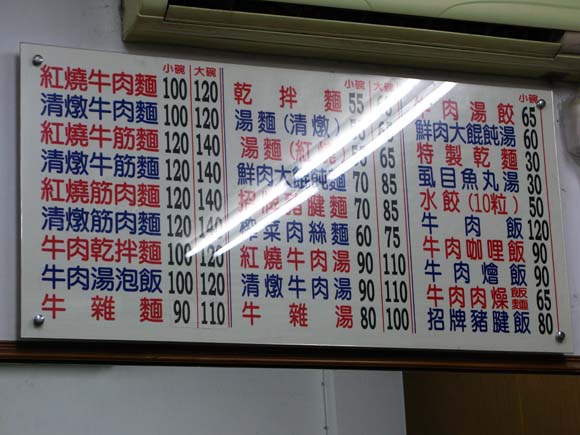 小碗 大碗
紅燒牛肉麵 100 120
清燉牛肉麵 100 120
紅燒牛筋麵 120 140
清燉牛筋麵 120 140
紅燒筋肉麵 120 140
清燉筋肉麵 120 140
牛肉乾拌麵 100 120
牛肉湯泡飯 100 120
牛雜麵 90 110
小碗 大碗
乾拌麵 55 65
湯麵(清燉)
湯麵(紅燒)
鮮肉大餛飩麵 70 85
招牌豬腱麵 70 85
榨菜肉絲麵 60 75
紅燒牛肉湯 90 110
清燉牛肉湯 90 110
牛雜湯 80 100
小碗
牛肉湯餃 65
鮮肉大餛飩湯 60
特製乾麵 30
虱目魚丸湯 30
水餃(10粒) 50
牛肉飯 120
牛肉咖哩飯 90
牛肉燴飯 90
牛肉肉燥飯麵 65
招牌豬腱飯 80